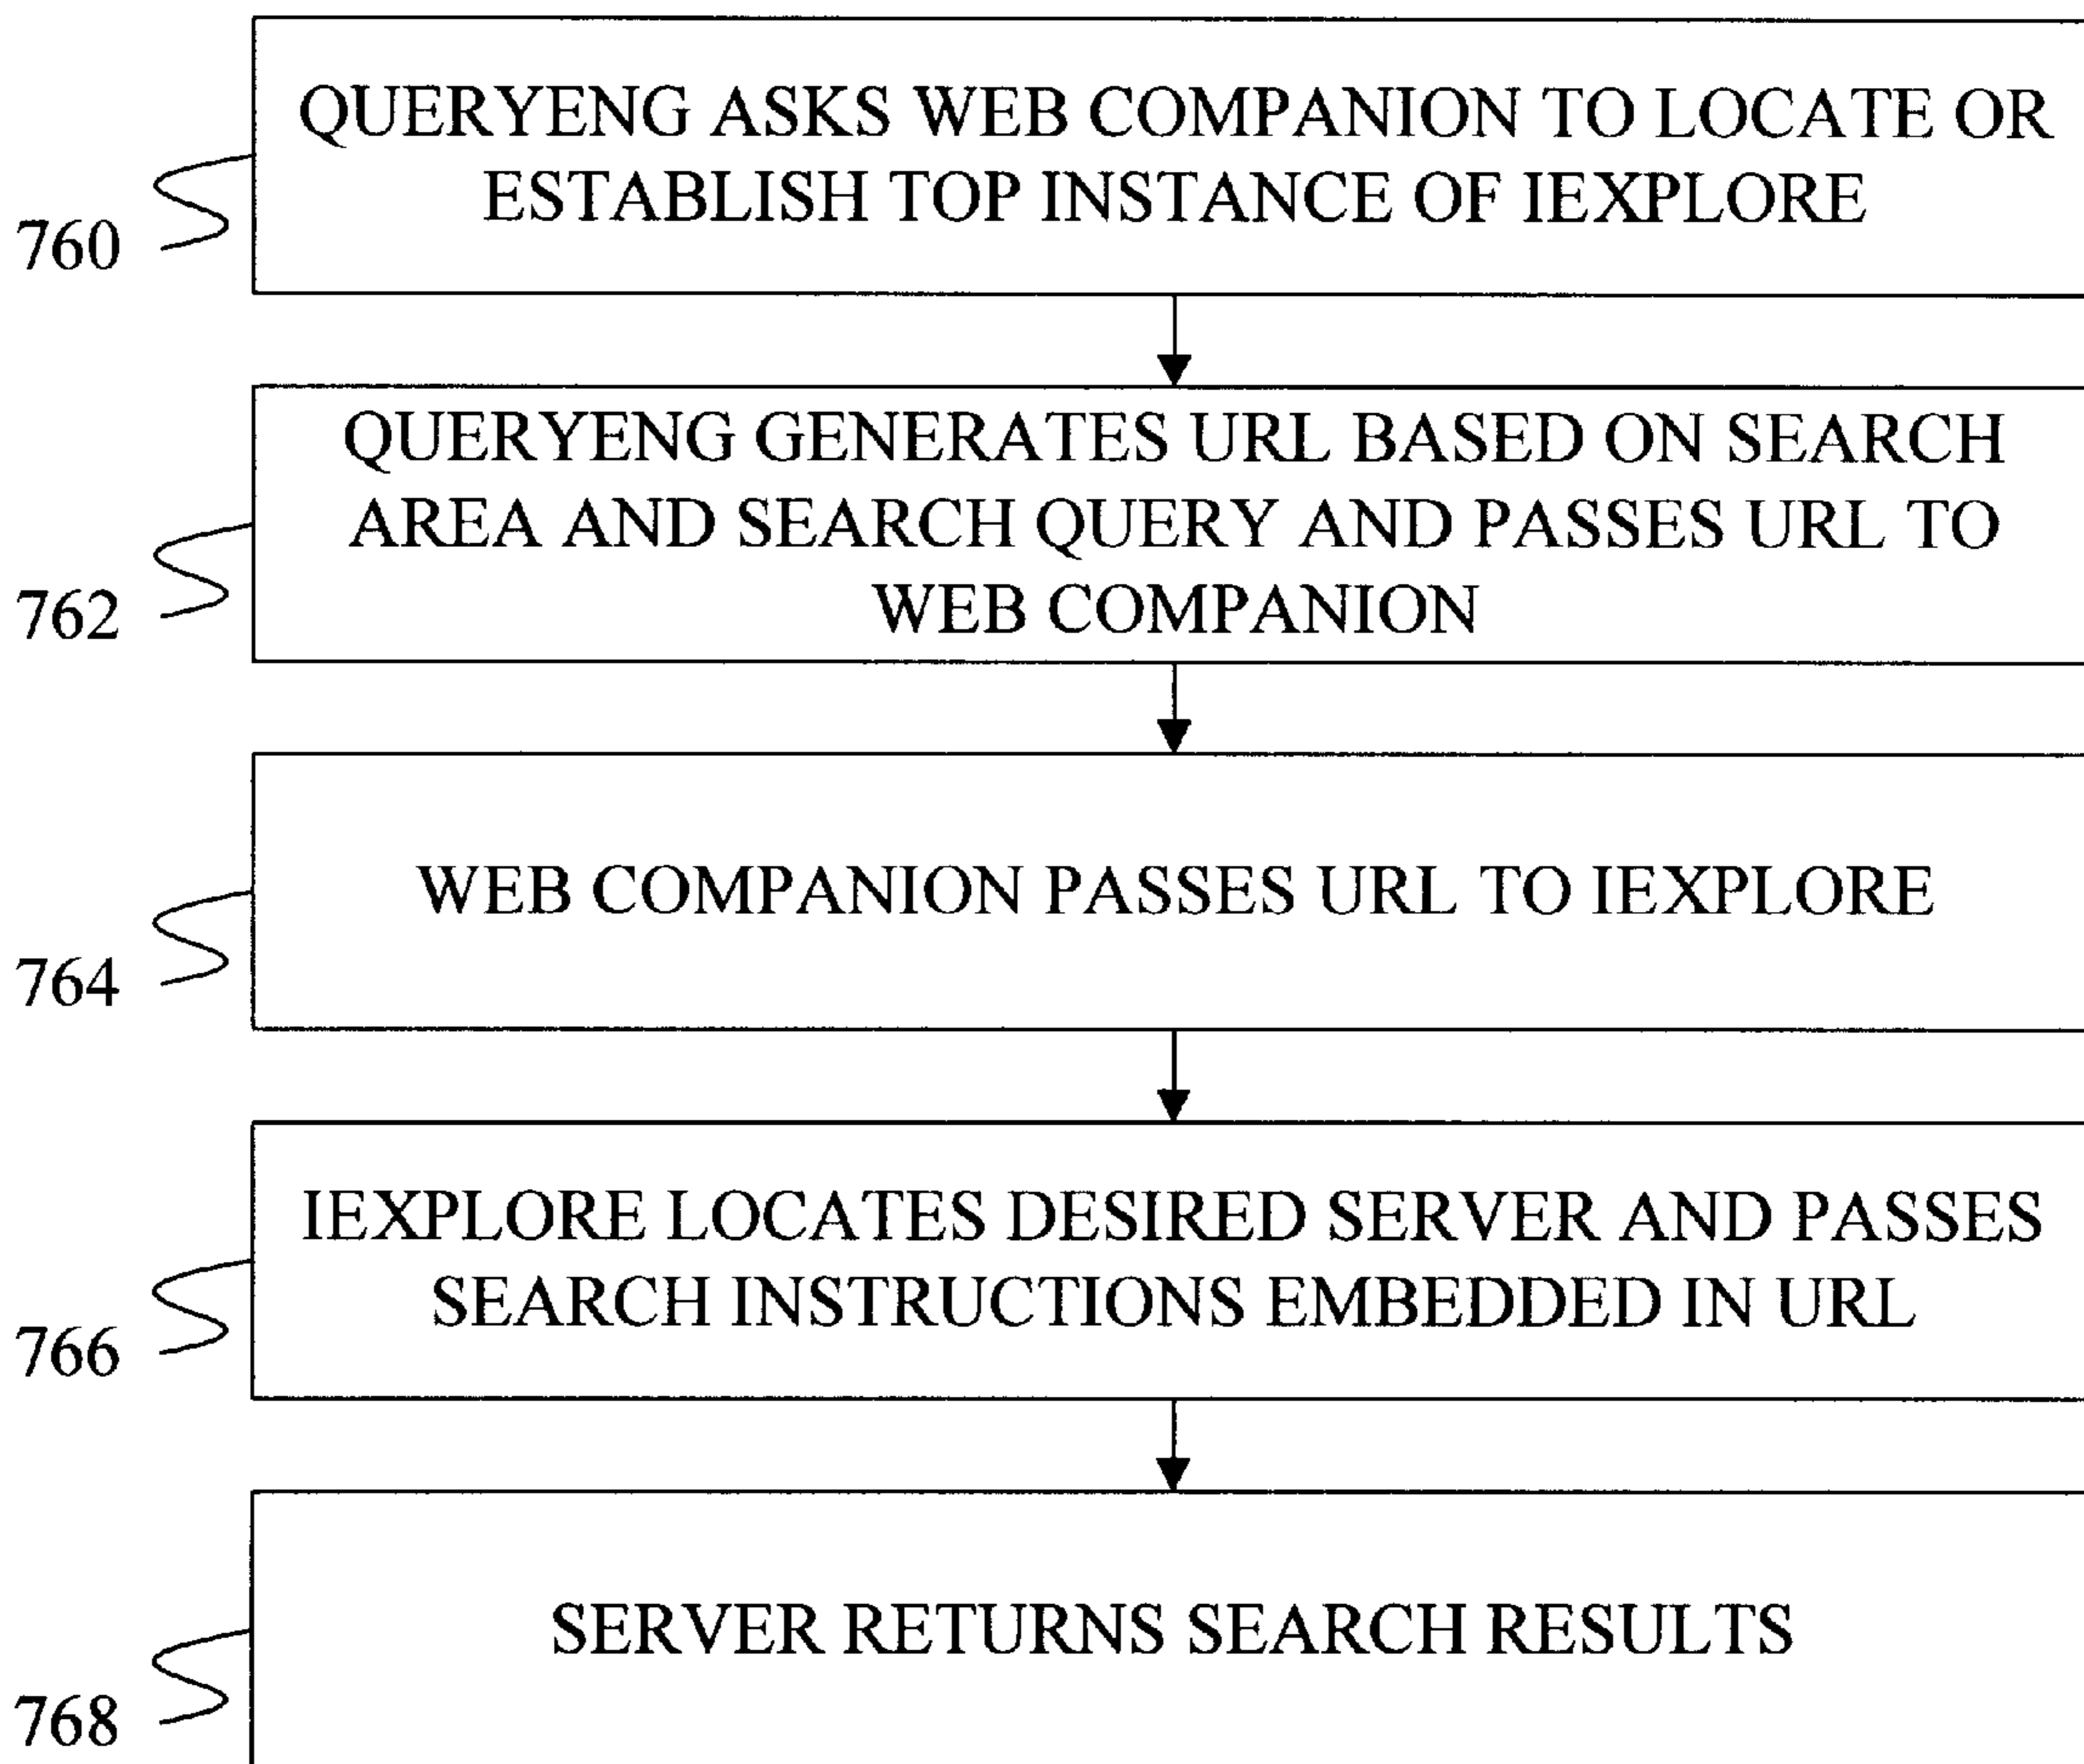 QUERYENG ASKS WEB COMPANION TO LOCATE OR
ESTABLISH TOP INSTANCE OF IEXPLORE
760
QUERYENG GENERATES URL BASED ON SEARCH
AREA AND SEARCH QUERY AND PASSES URL TO
WEB COMPANION
762
WEB COMPANION PASSES URL TO IEXPLORE
764
IEXPLORE LOCATES DESIRED SERVER AND PASSES
SEARCH INSTRUCTIONS EMBEDDED IN URL
766
SERVER RETURNS SEARCH RESULTS
768